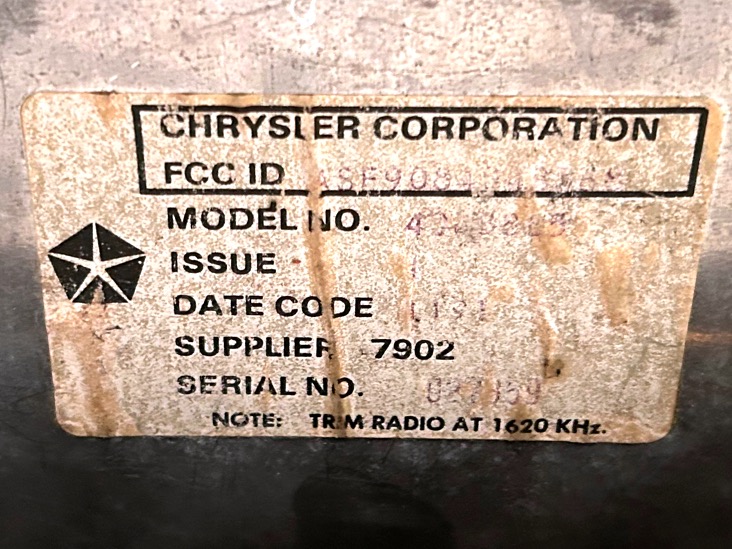 CHRYSLER CORPORATION
FCC ID
MODEL NO.
ISSUE
DATE CODE
SUPPLIER 7902
SERIAL NO.
NOTE: TRIM RADIO AT 1620 KHz.